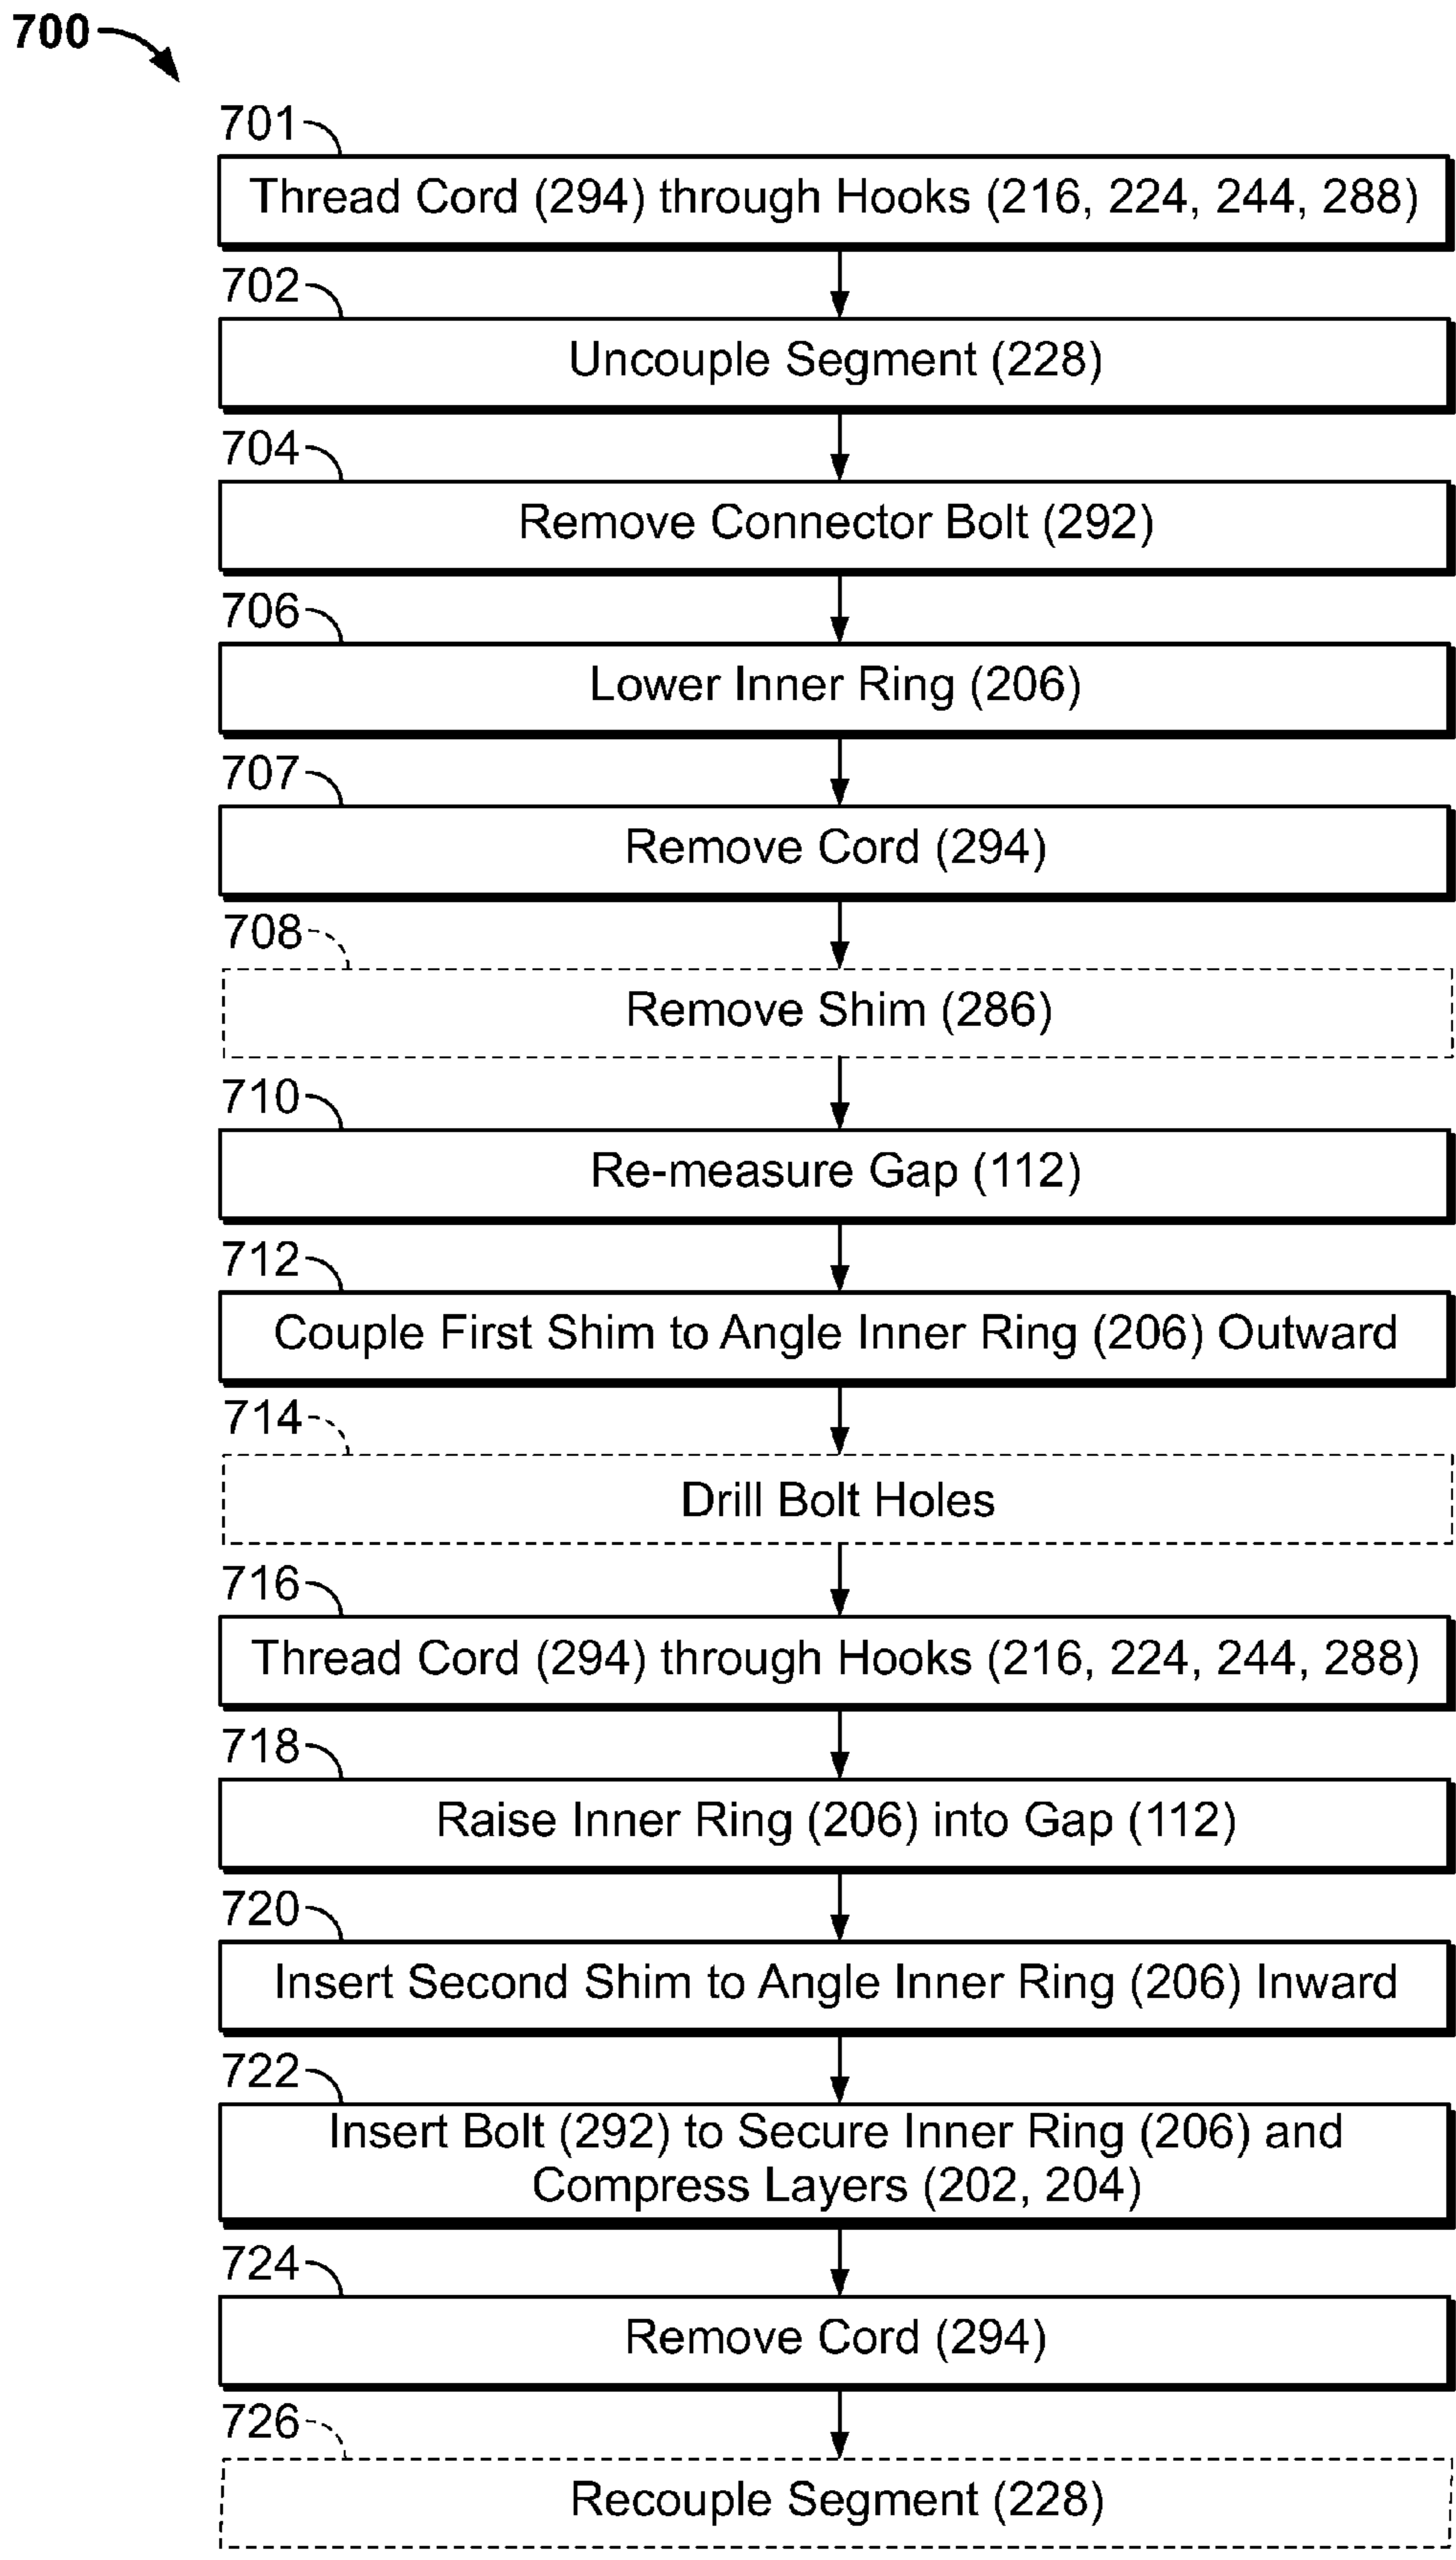 700
701
Thread Cord (294) through Hooks (216, 224, 244, 288)
702
Uncouple Segment (228)
704
Remove Connector Bolt (292)
706
Lower Inner Ring (206)
707
Remove Cord (294)
708
Remove Shim (286)
710
Re-measure Gap (112)
712
Couple First Shim to Angle Inner Ring (206) Outward
714
Drill Bolt Holes
716
Thread Cord (294) through Hooks (216, 224, 244, 288)
718
Raise Inner Ring (206) into Gap (112)
720
Insert Second Shim to Angle Inner Ring (206) Inward
722
Insert Bolt (292) to Secure Inner Ring (206) and
Compress Layers (202, 204)
724
Remove Cord (294)
726
Recouple Segment (228)